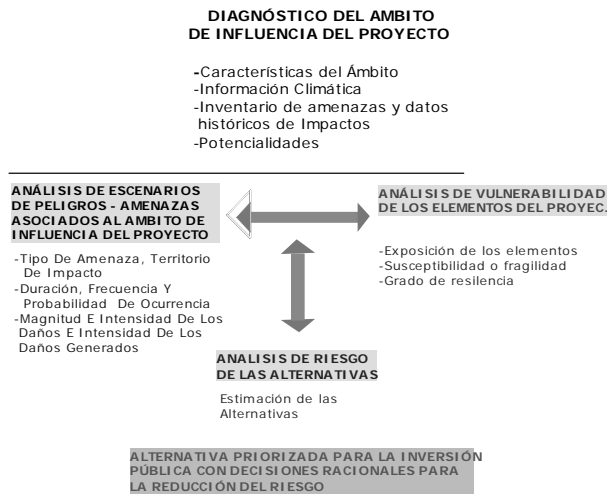 DIAGNÓSTICO DEL AMBITO
DE INFLUENCIA DEL PROYECTO
-Características del Ámbito
-Información Climática
-Inventario de amenazas y datos
históricos de Impactos
-Potencialidades
ANÁLISIS DE ESCENARIOS
DE PELIGROS - AMENAZAS
ASOCIADOS AL AMBITO DE
INFLUENCIA DEL PROYECTO
-Tipo De Amenaza, Territorio
De Impacto
-Duración, Frecuencia Y
Probabilidad De Ocurrencia
-Magnitud E Intensidad De Los
Daños E Intensidad De Los
Daños Generados
ANÁLISIS DE VULNERABILIDAD
DE LOS ELEMENTOS DEL PROYEC.
-Exposición de los elementos
-Susceptibilidad o fragilidad
-Grado de resilencia
ANALISIS DE RIESGO
DE LAS ALTERNATIVAS
Estimación de las
Alternativas
ALTERNATIVA PRIORIZADA PARA LA INVERSIÓN
PÚBLICA CON DECISIONES RACIONALES PARA
LA REDUCCIÓN DEL RIESGO